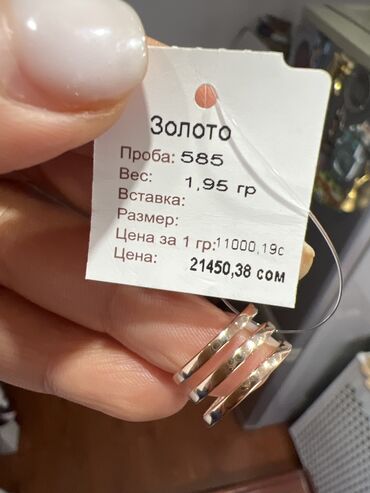 Золото
Проба: 585
Вес: 1,95 гр
Вставка:
Размер:
Цена за 1 гр: 11000,19с
Цена: 21450,38 сом